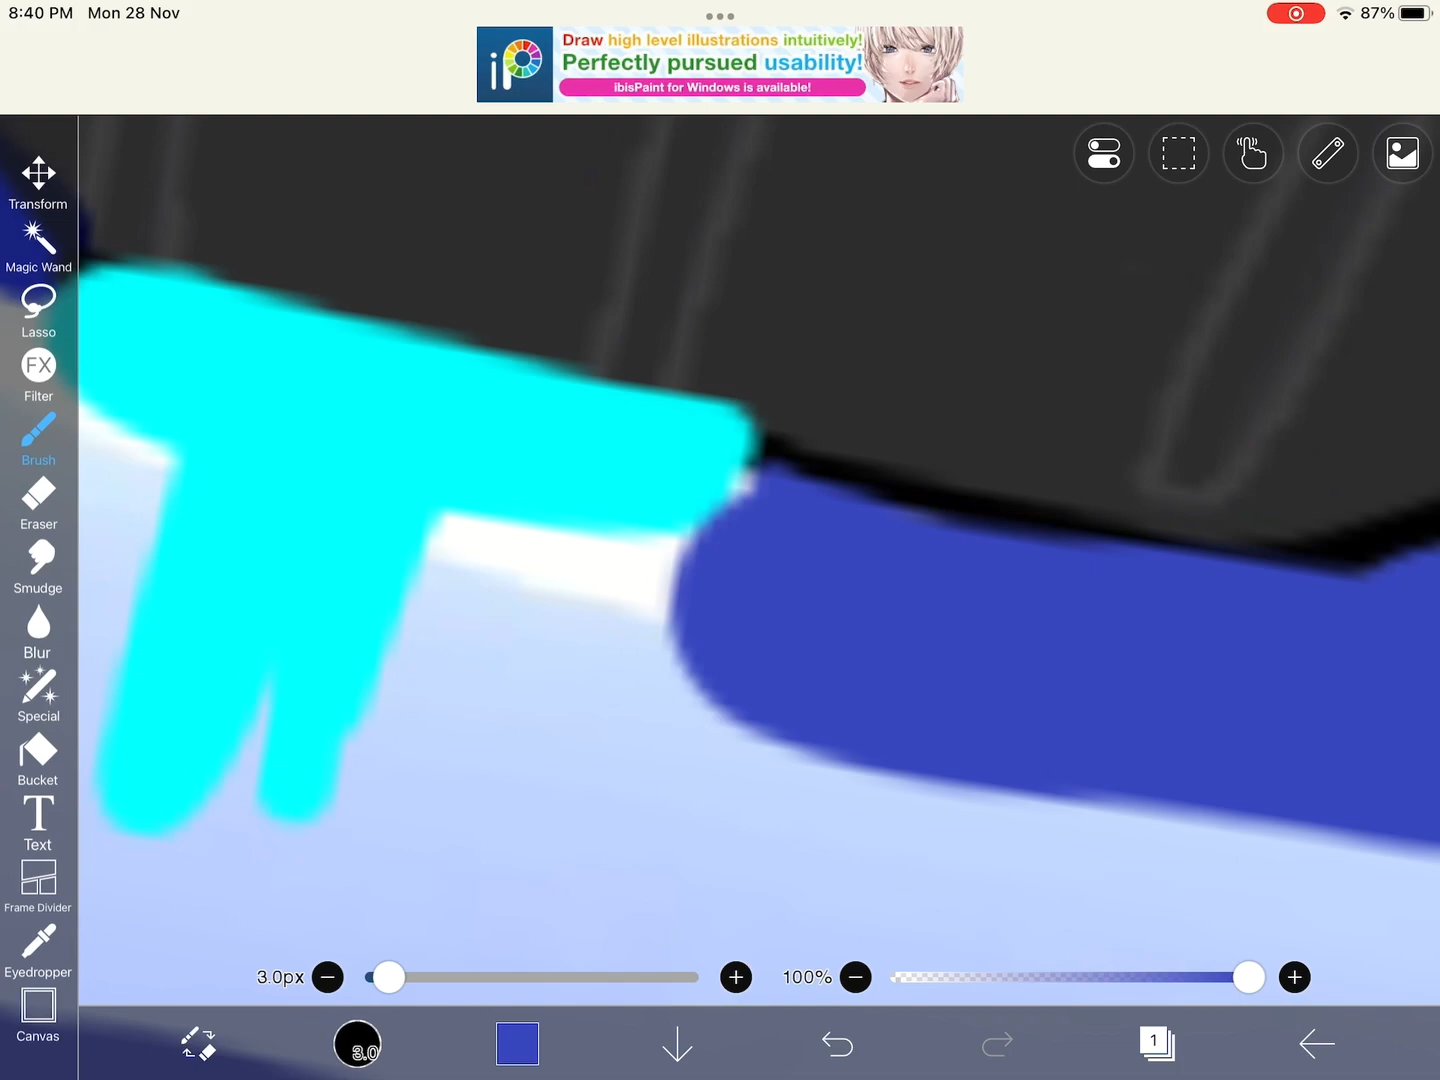 8:40 PM Mon 28 Nov
87%
iP
Draw high level illustrations intuitively!
Perfectly pursued usability!
ibisPaint for Windows is available!
Transform
Magic Wand
Lasso
FX
Filter
Brush
Eraser
Smudge
Blur
Special
Bucket
T
Text
Frame Divider
Eyedropper
Canvas
3.0px
100%
3.0
1